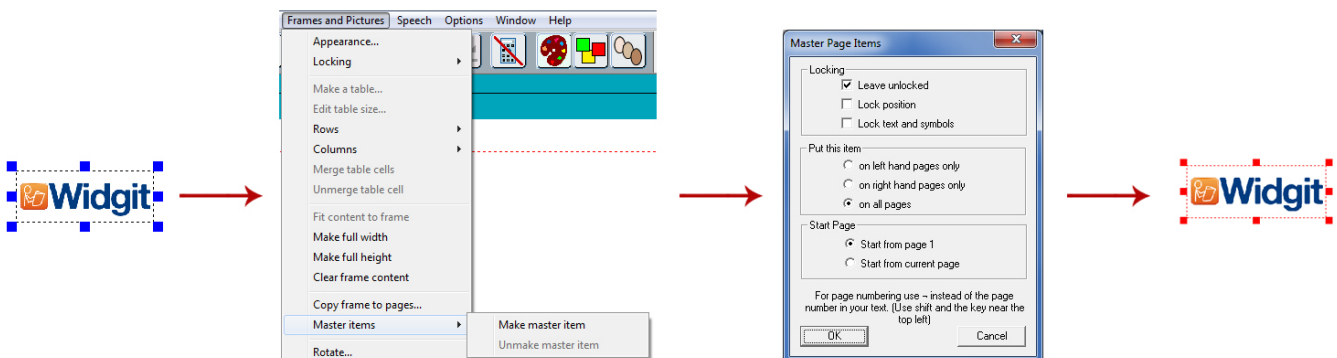 Widgit
Frames and Pictures Speech Options Window Help
Appearance...
Locking
Make a table...
Edit table size...
Rows
Columns
Merge table cells
Unmerge table cell
Fit content to frame
Make full width
Make full height
Clear frame content
Copy frame to pages...
Master items
Make master item
Unmake master item
Rotate...
Master Page Items
Locking
Leave unlocked
Lock position
Lock text and symbols
Put this item
on left hand pages only
on right hand pages only
on all pages
Start Page
Start from page 1
Start from current page
For page numbering use ¬ instead of the page
number in your text. (Use shift and the key near the
top left)
OK Cancel
Widgit